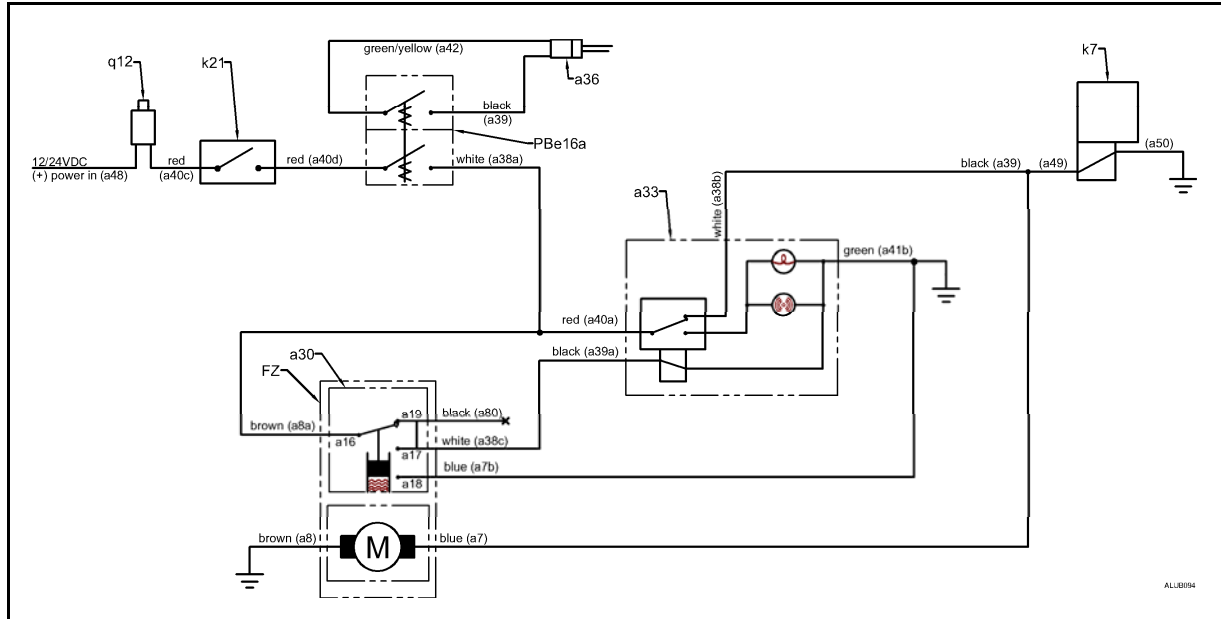 green/yellow (a42)
q12
k21
a36
k7
black
(a39)
PBe16a
12/24VDC
(+) power in (a48)
red
(a40c)
red (a40d)
white (a38a)
black (a39)
(a49)
(a50)
a33
white (a38b)
green (a41b)
red (a40a)
black (a39a)
a30
FZ
a19
black (a80)
brown (a8a)
a16
a17
white (a38c)
blue (a7b)
a18
brown (a8)
M
blue (a7)
ALUB094